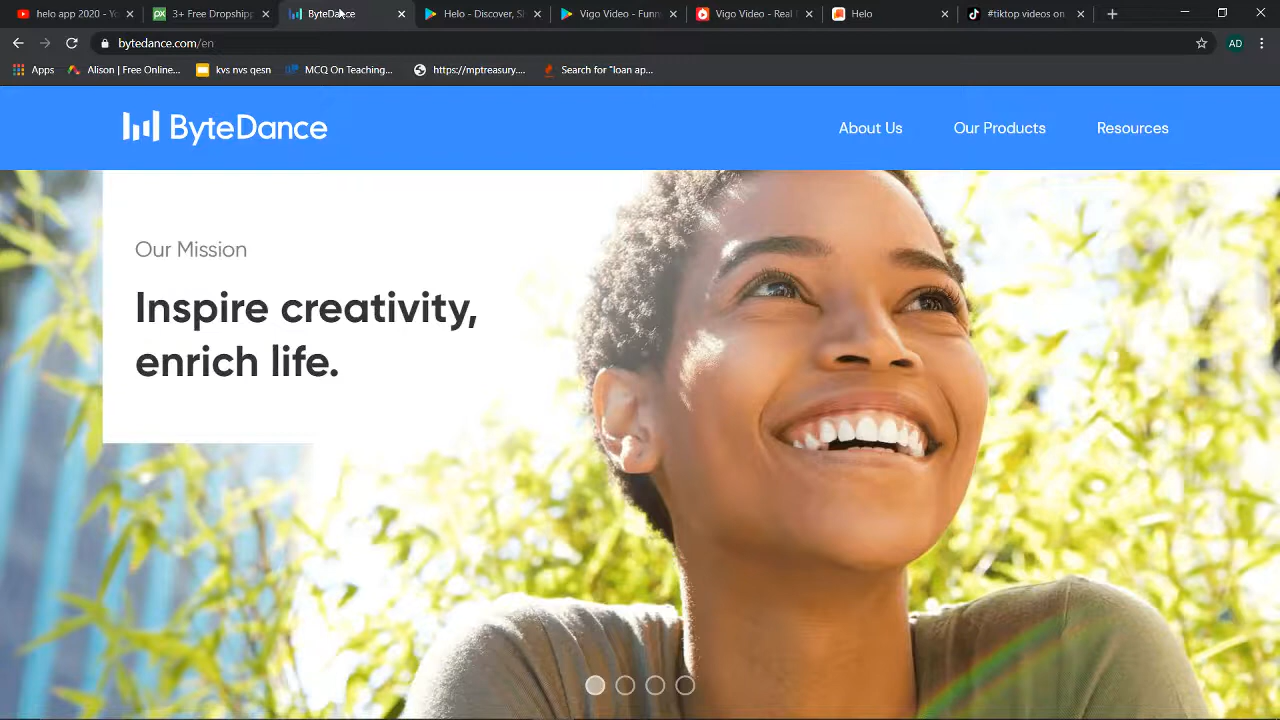 helo app 2020 - Yo
3+ Free Dropshipp
ByteDance
Helo - Discover, Sh
Vigo Video - Funn
Vigo Video - Real
Helo
#tiktop videos on
bytedance.com/en
AD
Apps
Alison | Free Online...
kvs nvs qesn
MCQ On Teaching...
https://mptreasury....
Search for "loan ap...
ByteDance
About Us
Our Products
Resources
Our Mission
Inspire creativity,
enrich life.